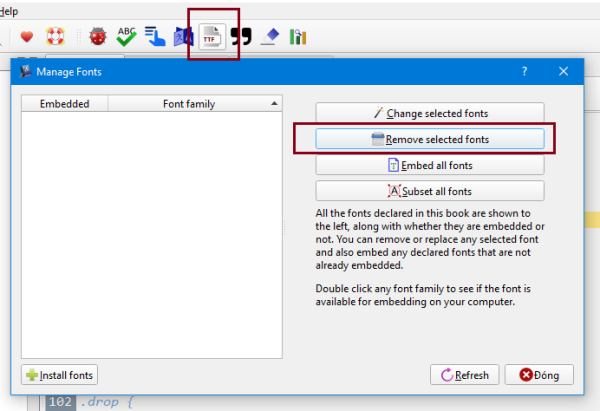 Help
ABC
TTF
Manage Fonts
?
Embedded
Font family
Change selected fonts
Remove selected fonts
Embed all fonts
Subset all fonts
All the fonts declared in this book are shown to
the left, along with whether they are embedded or
not. You can remove or replace any selected font
and also embed any declared fonts that are not
already embedded.
Double click any font family to see if the font is
available for embedding on your computer.
Install fonts
Refresh
Đóng
102 .drop {